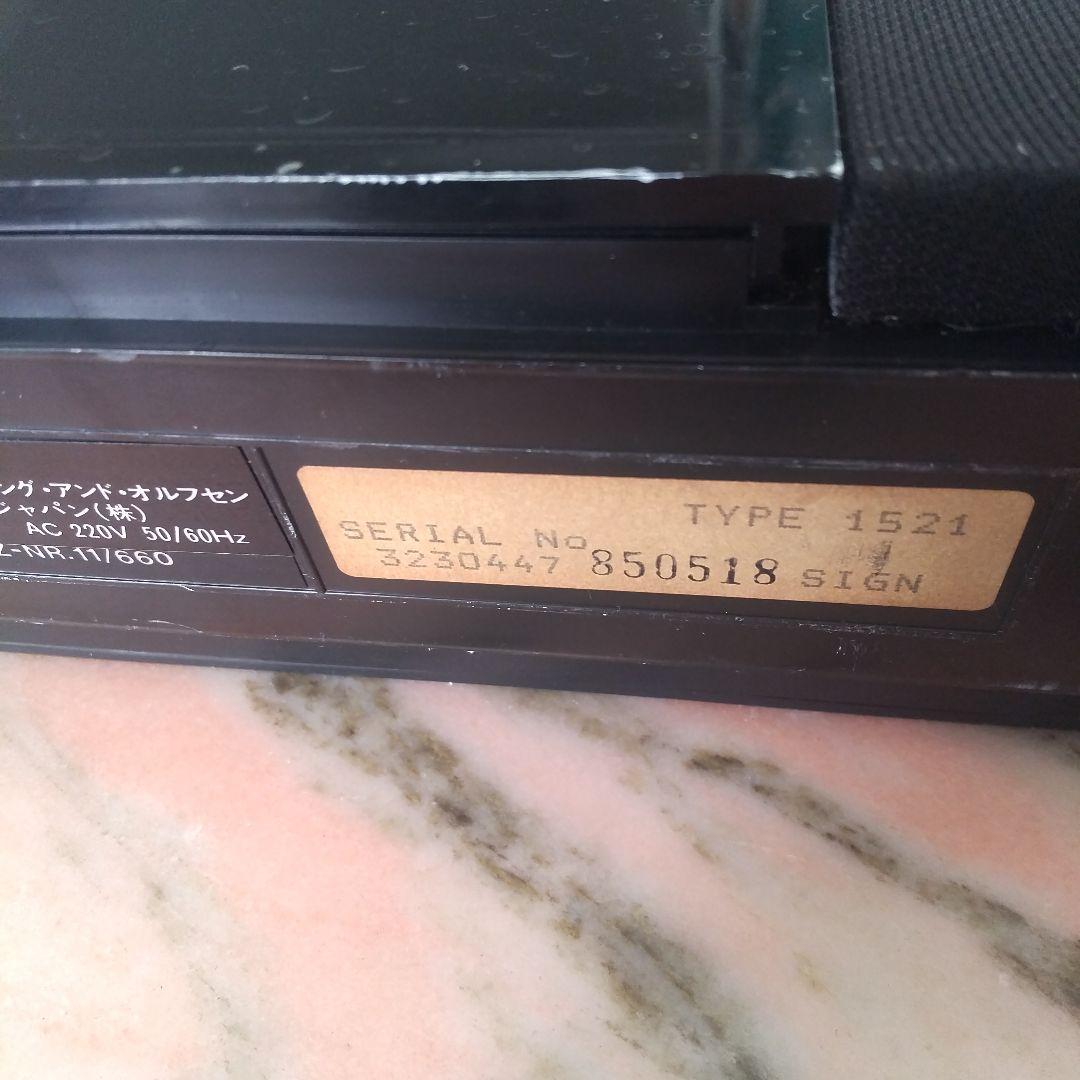 ング・アンド・オルフセン
ジャパン(株)
AC 220V 50/60Hz
Z-NR.11/660
TYPE 1521
SERIAL No
3230447 850518 SIGN